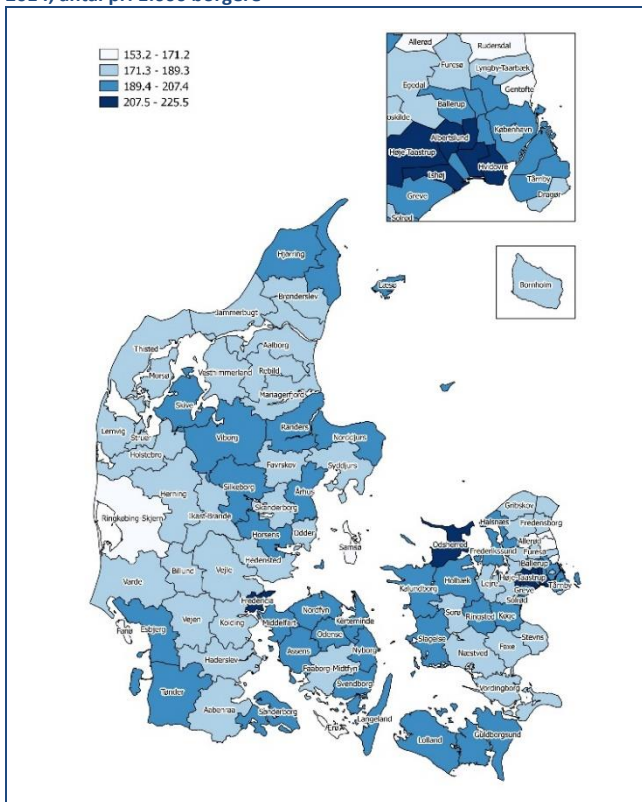 2014, antal pr. 1.000 borgere
153.2 - 171.2
171.3 - 189.3
189.4 - 207.4
207.5 - 225.5
Allerød
Rudersdal
Furesø
Lyngby-Taarbæk
Egedal
Gentofte
Ballerup
oskilde
Albertslund
København
Høje-Taastrup
Hvidovre
Ishøj
Tårnby
Greve
Dragør
Solrød
Hjørring
Læsø
Bornholm
Brønderslev
Jammerbugt
Thisted
Aalborg
Vesthimmerland
Rebild
Morsø
Mariagerfjord
Skive
Lemvig
Struer
Viborg
Randers
Norddjurs
Holstebro
Favrskov
Syddjurs
Silkeborg
Århus
Herning
Ringkøbing-Skjern
Ikast-Brande
Skanderborg
Odder
Horsens
Samsø
Hedensted
Billund
Vejle
Varde
Fredericia
Esbjerg
Vejen
Kolding
Fanø
Middelfart
Nordfyn
Kerteminde
Odense
Assens
Nyborg
Haderslev
Faaborg-Midtfyn
Svendborg
Tønder
Aabenraa
Sønderborg
Langeland
Ærø
Gribskov
Halsnæs
Fredensborg
Odsherred
Frederikssund
Allerød
Furesø
Ballerup
Holbæk
Høje-Taastrup
Lejre
Greve
Tårnby
Kalundborg
Solrød
Sorø
Ringsted
Køge
Slagelse
Stevns
Næstved
Faxe
Vordingborg
Lolland
Guldborgsund